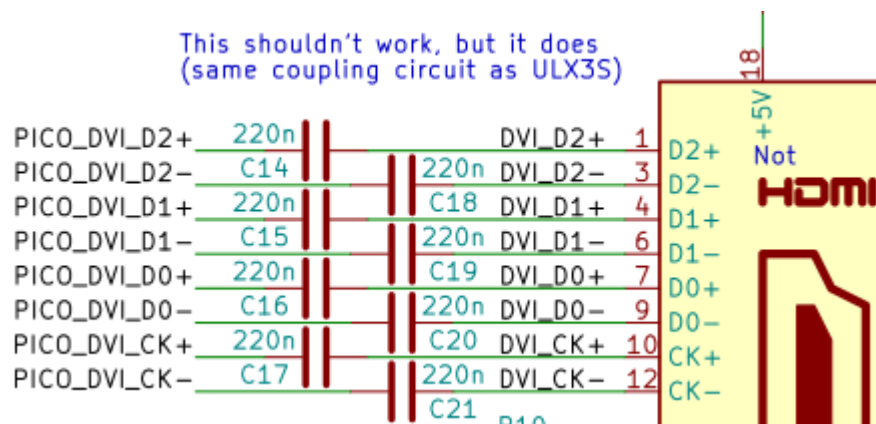 This shouldn't work, but it does
(same coupling circuit as ULX3S)
18
+5V
Not
HDMI
PICO_DVI_D2+ 220n DVI_D2+ 1 D2+
PICO_DVI_D2- C14 220n DVI_D2- 3 D2-
PICO_DVI_D1+ 220n C18 DVI_D1+ 4 D1+
PICO_DVI_D1- C15 220n DVI_D1- 6 D1-
PICO_DVI_D0+ 220n C19 DVI_D0+ 7 D0+
PICO_DVI_D0- C16 220n DVI_D0- 9 D0-
PICO_DVI_CK+ 220n C20 DVI_CK+ 10 CK+
PICO_DVI_CK- C17 220n DVI_CK- 12 CK-
C21